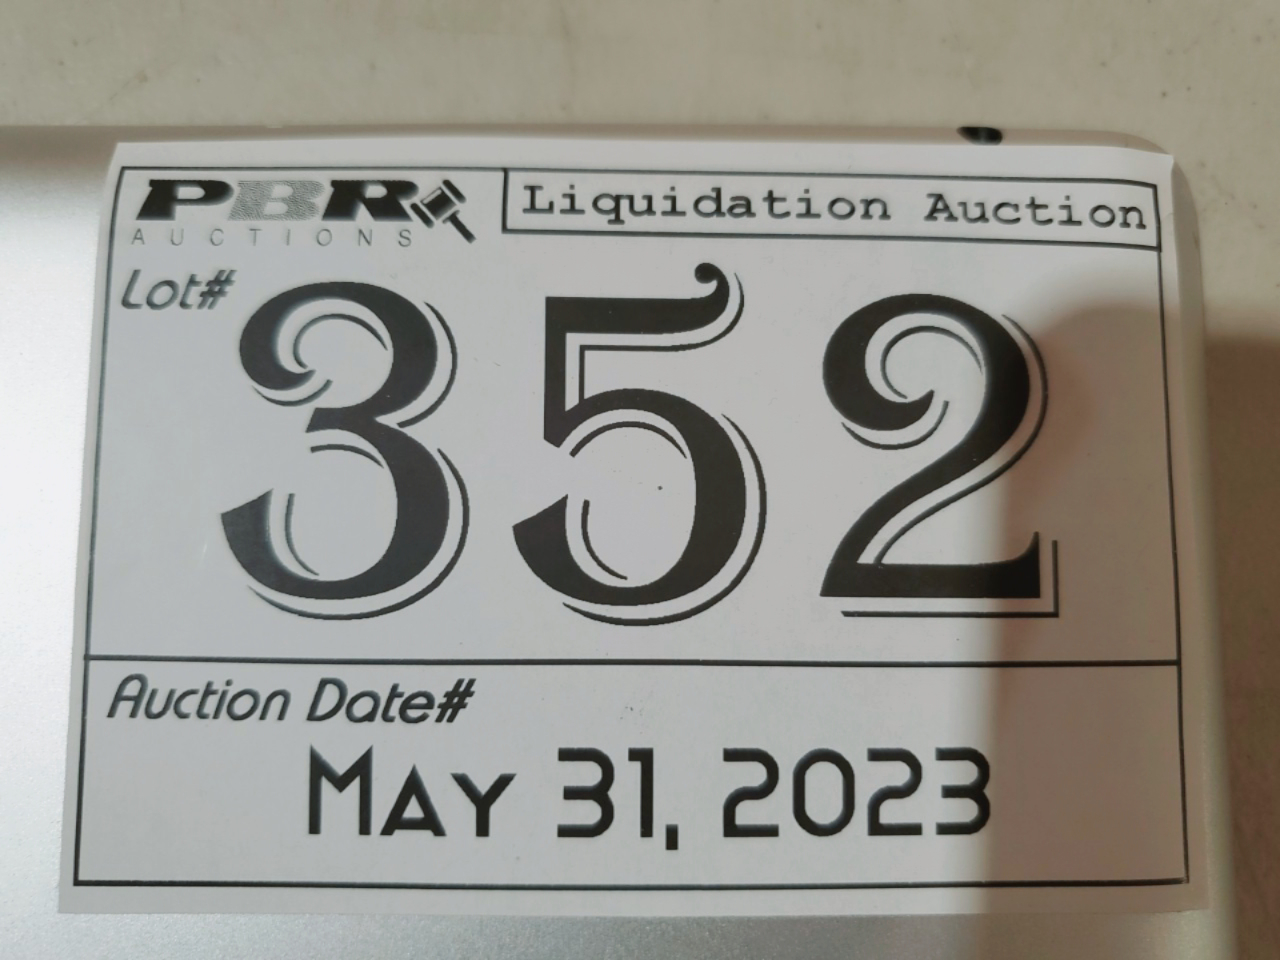 PBR
AUCTIONS
Liquidation Auction
Lot#
352
Auction Date#
May 31, 2023